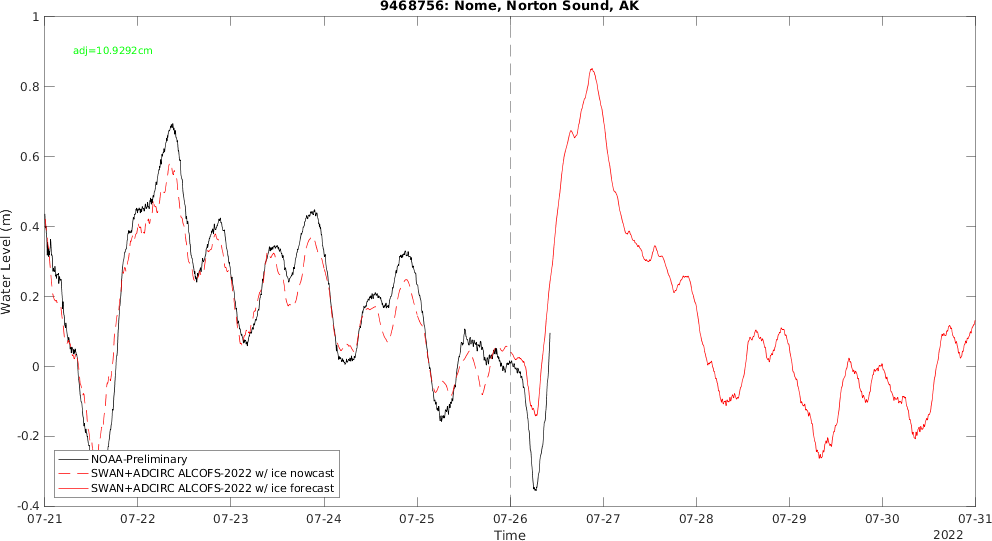 9468756: Nome, Norton Sound, AK
adj=10.9292cm
Water Level (m)
1
0.8
0.6
0.4
0.2
0
-0.2
-0.4
NOAA-Preliminary
SWAN+ADCIRC ALCOFS-2022 w/ ice nowcast
SWAN+ADCIRC ALCOFS-2022 w/ ice forecast
07-21 07-22 07-23 07-24 07-25 07-26 07-27 07-28 07-29 07-30 07-31
Time
2022